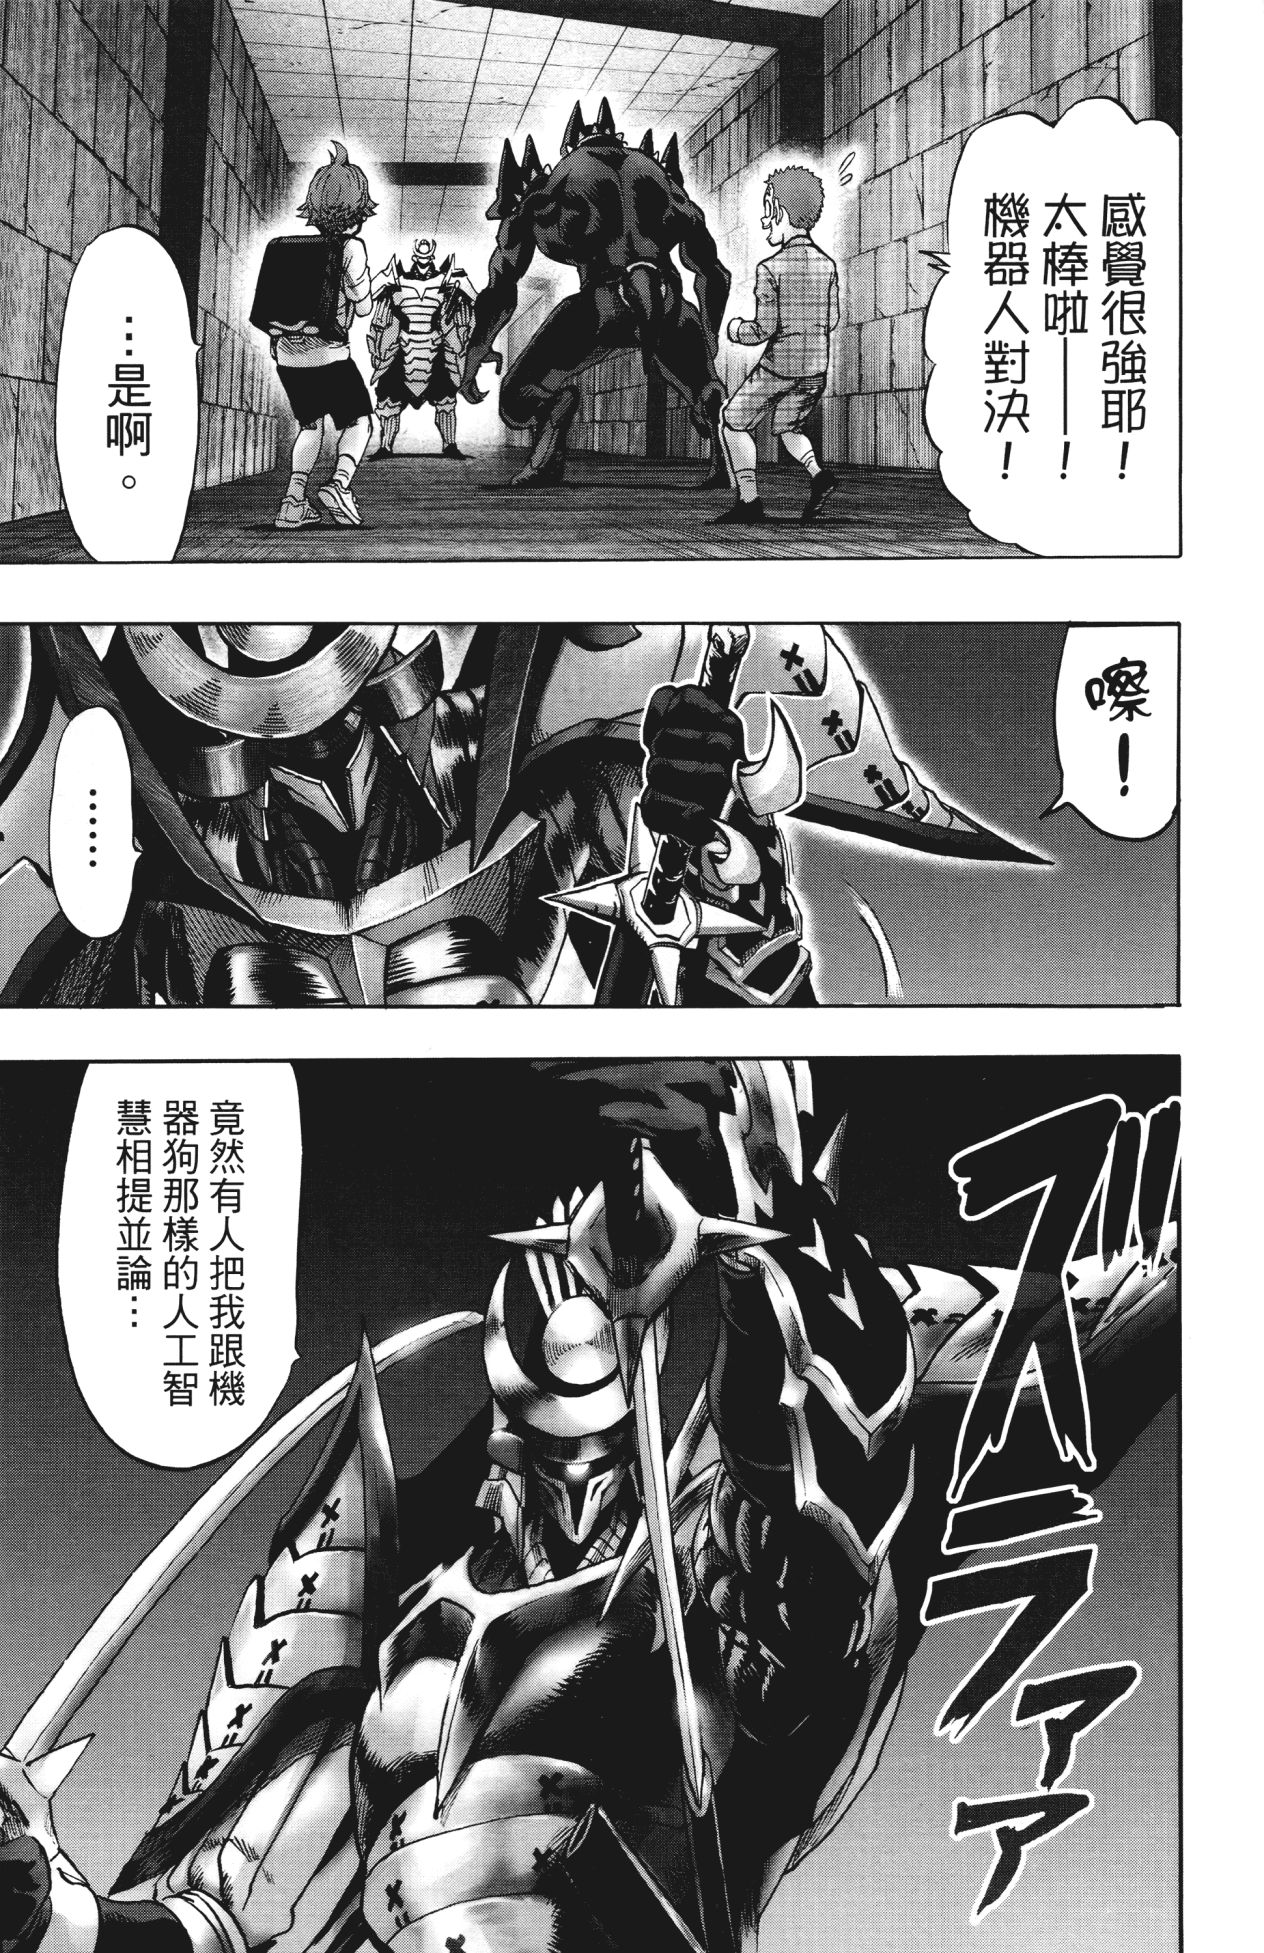 感覺很強耶！
太棒啦——！
機器人對決！
…是啊。
嚓！
……
竟然有人把我跟機
器狗那樣的人工智
慧相提並論…
ズズ
ラァァ